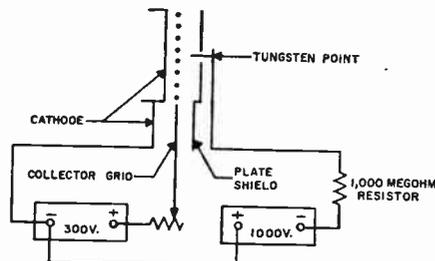 TUNGSTEN POINT
CATHODE
COLLECTOR GRID
PLATE
SHIELD
1,000 MEGOHM
RESISTOR
- +
300V.
+ -
1000V.